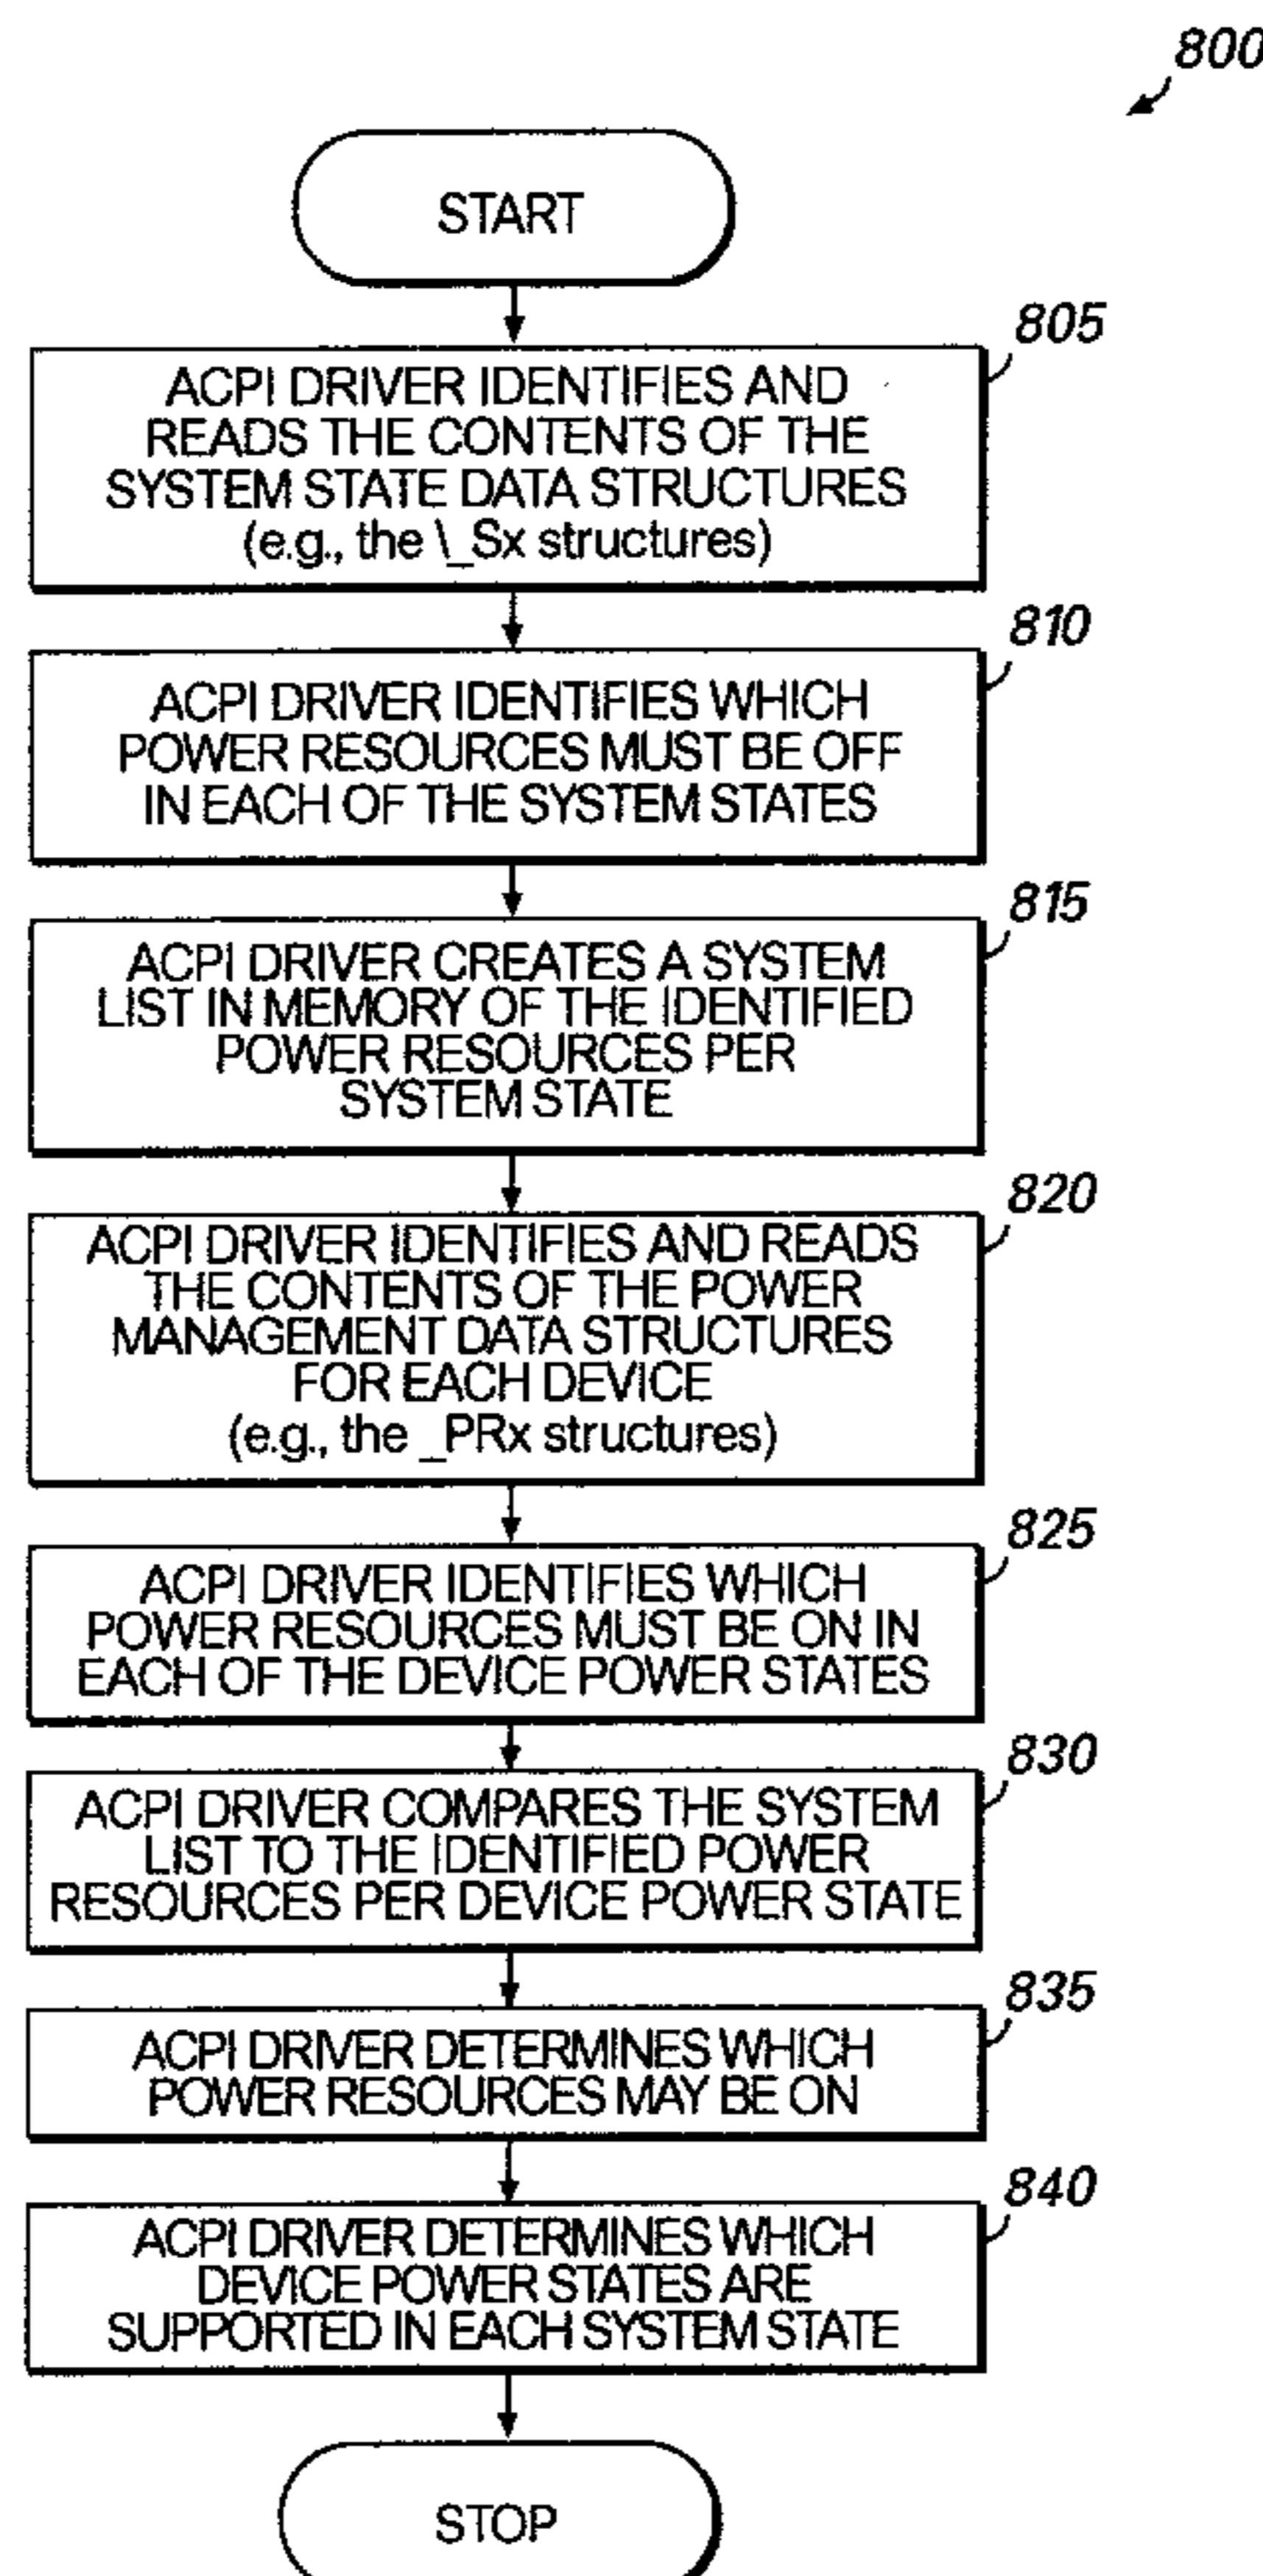 800
START
805
ACPI DRIVER IDENTIFIES AND
READS THE CONTENTS OF THE
SYSTEM STATE DATA STRUCTURES
(e.g., the \_Sx structures)
810
ACPI DRIVER IDENTIFIES WHICH
POWER RESOURCES MUST BE OFF
IN EACH OF THE SYSTEM STATES
815
ACPI DRIVER CREATES A SYSTEM
LIST IN MEMORY OF THE IDENTIFIED
POWER RESOURCES PER
SYSTEM STATE
820
ACPI DRIVER IDENTIFIES AND READS
THE CONTENTS OF THE POWER
MANAGEMENT DATA STRUCTURES
FOR EACH DEVICE
(e.g., the _PRx structures)
825
ACPI DRIVER IDENTIFIES WHICH
POWER RESOURCES MUST BE ON IN
EACH OF THE DEVICE POWER STATES
830
ACPI DRIVER COMPARES THE SYSTEM
LIST TO THE IDENTIFIED POWER
RESOURCES PER DEVICE POWER STATE
835
ACPI DRIVER DETERMINES WHICH
POWER RESOURCES MAY BE ON
840
ACPI DRIVER DETERMINES WHICH
DEVICE POWER STATES ARE
SUPPORTED IN EACH SYSTEM STATE
STOP